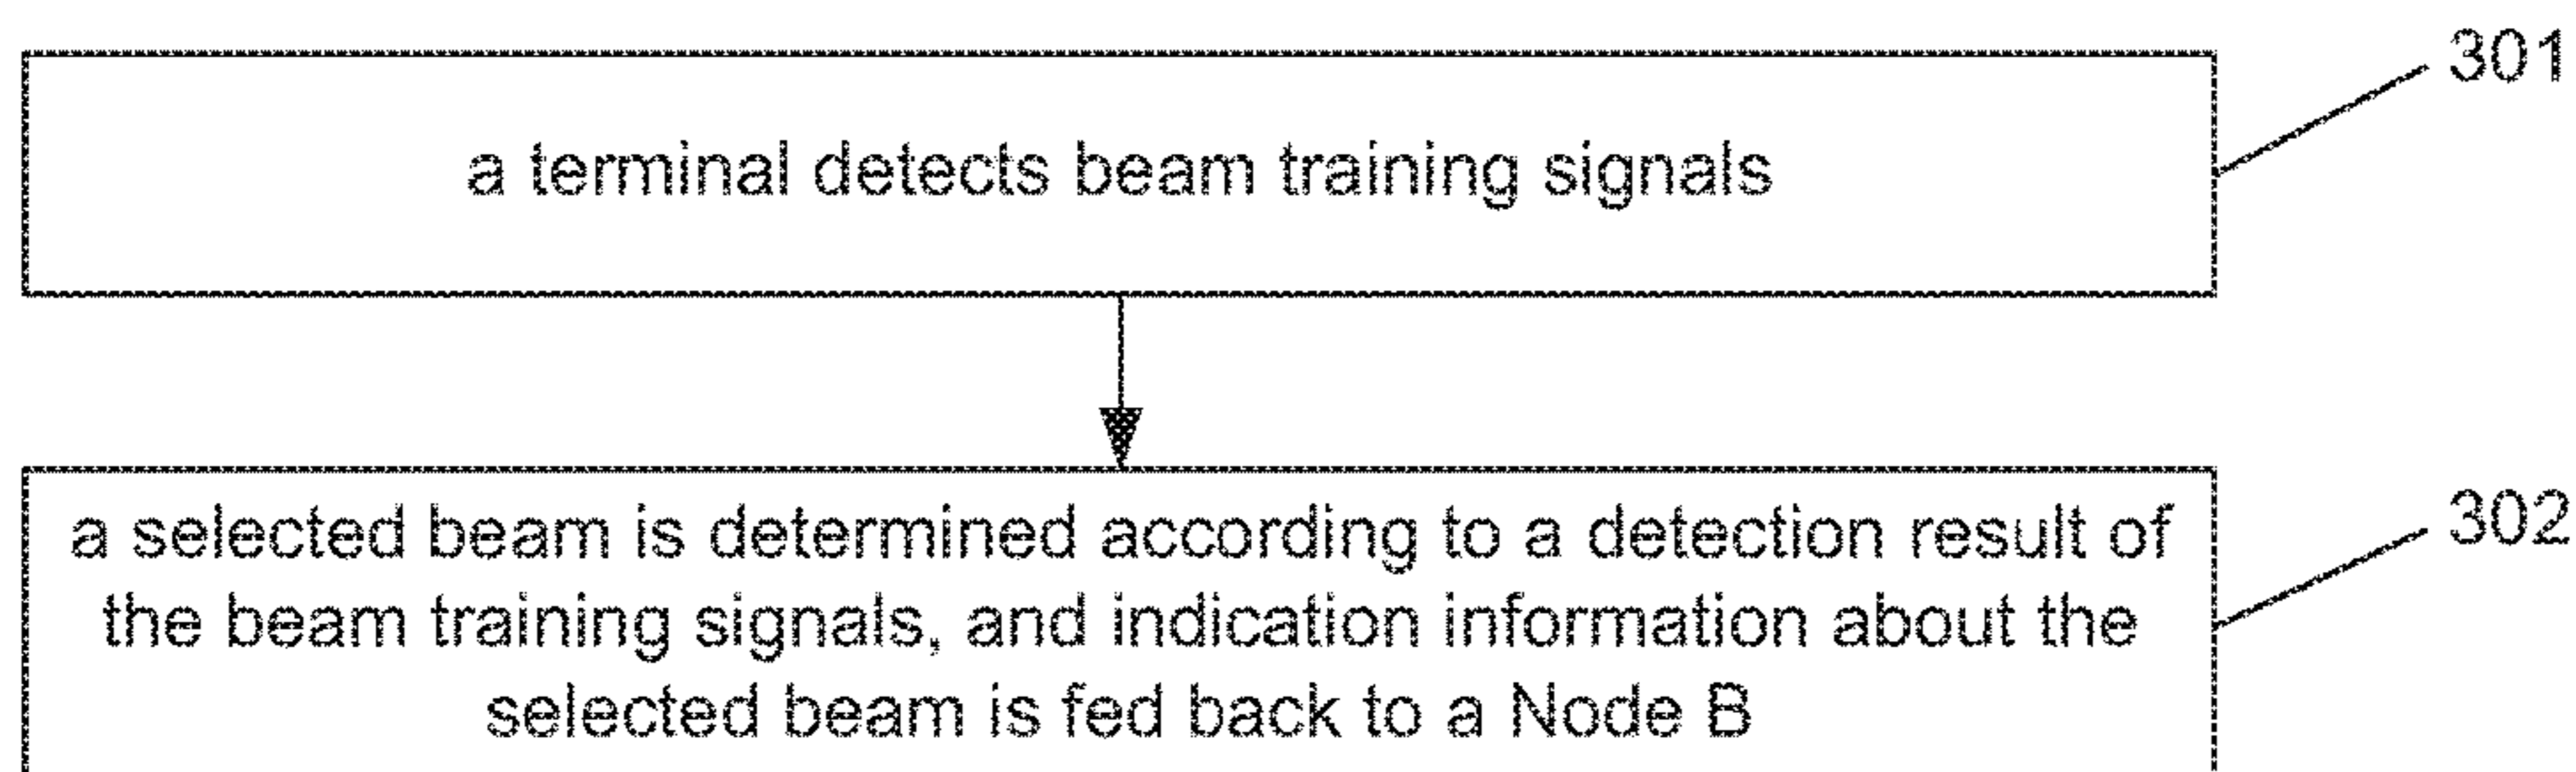 301
a terminal detects beam training signals
302
a selected beam is determined according to a detection result of
the beam training signals, and indication information about the
selected beam is fed back to a Node B